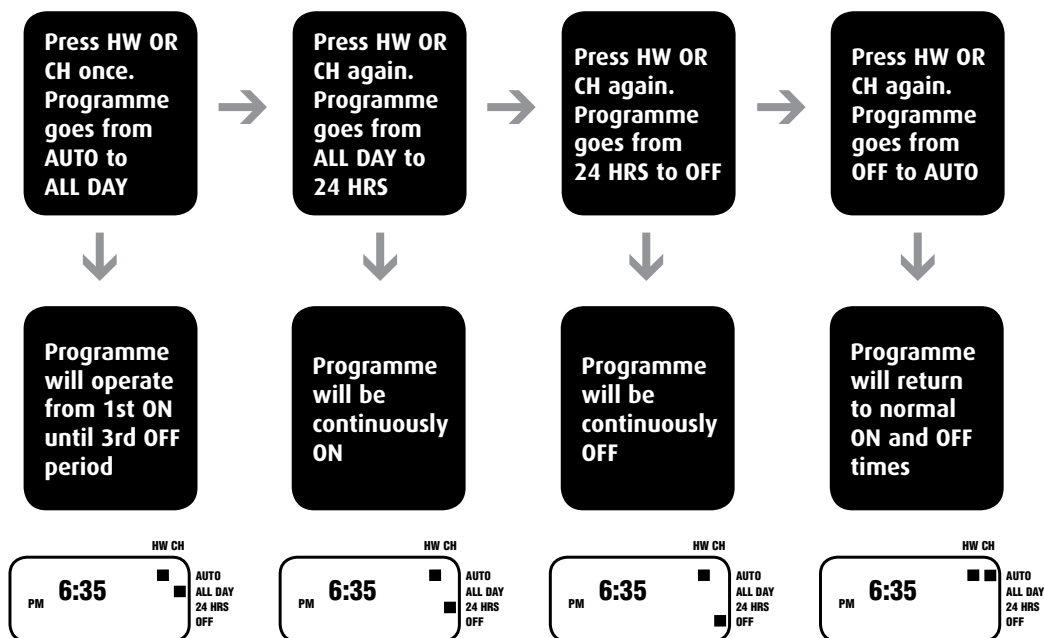 Press HW OR
CH once.
Programme
goes from
AUTO to
ALL DAY
Press HW OR
CH again.
Programme
goes from
ALL DAY to
24 HRS
Press HW OR
CH again.
Programme
goes from
24 HRS to OFF
Press HW OR
CH again.
Programme
goes from
OFF to AUTO
Programme
will operate
from 1st ON
until 3rd OFF
period
Programme
will be
continuously
ON
Programme
will be
continuously
OFF
Programme
will return
to normal
ON and OFF
times
HW CH
PM 6:35
AUTO
ALL DAY
24 HRS
OFF
HW CH
PM 6:35
AUTO
ALL DAY
24 HRS
OFF
HW CH
PM 6:35
AUTO
ALL DAY
24 HRS
OFF
HW CH
PM 6:35
AUTO
ALL DAY
24 HRS
OFF